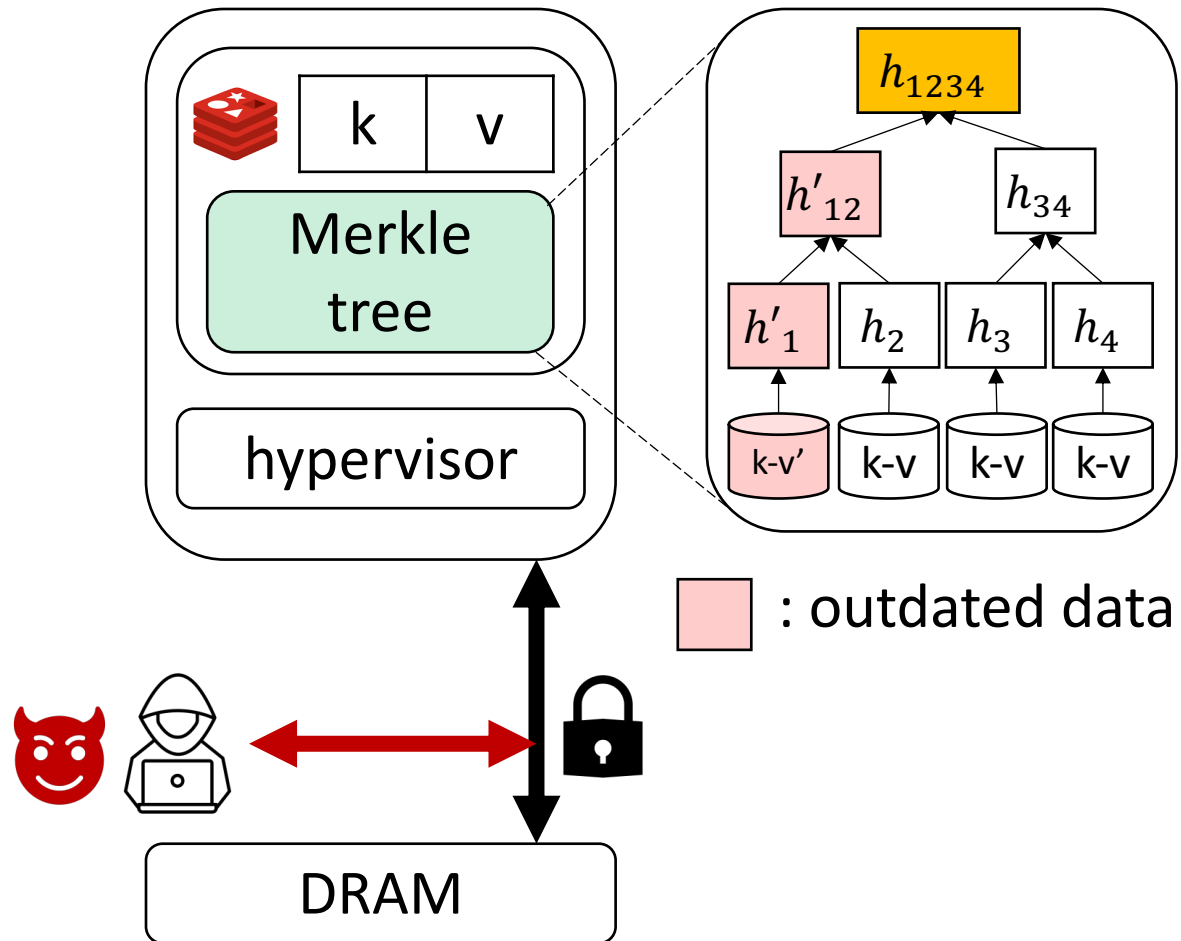 k v
Merkle
tree
hypervisor
DRAM
h₁₂₃₄
h'₁₂ h₃₄
h'₁ h₂ h₃ h₄
k-v’ k-v k-v k-v
: outdated data